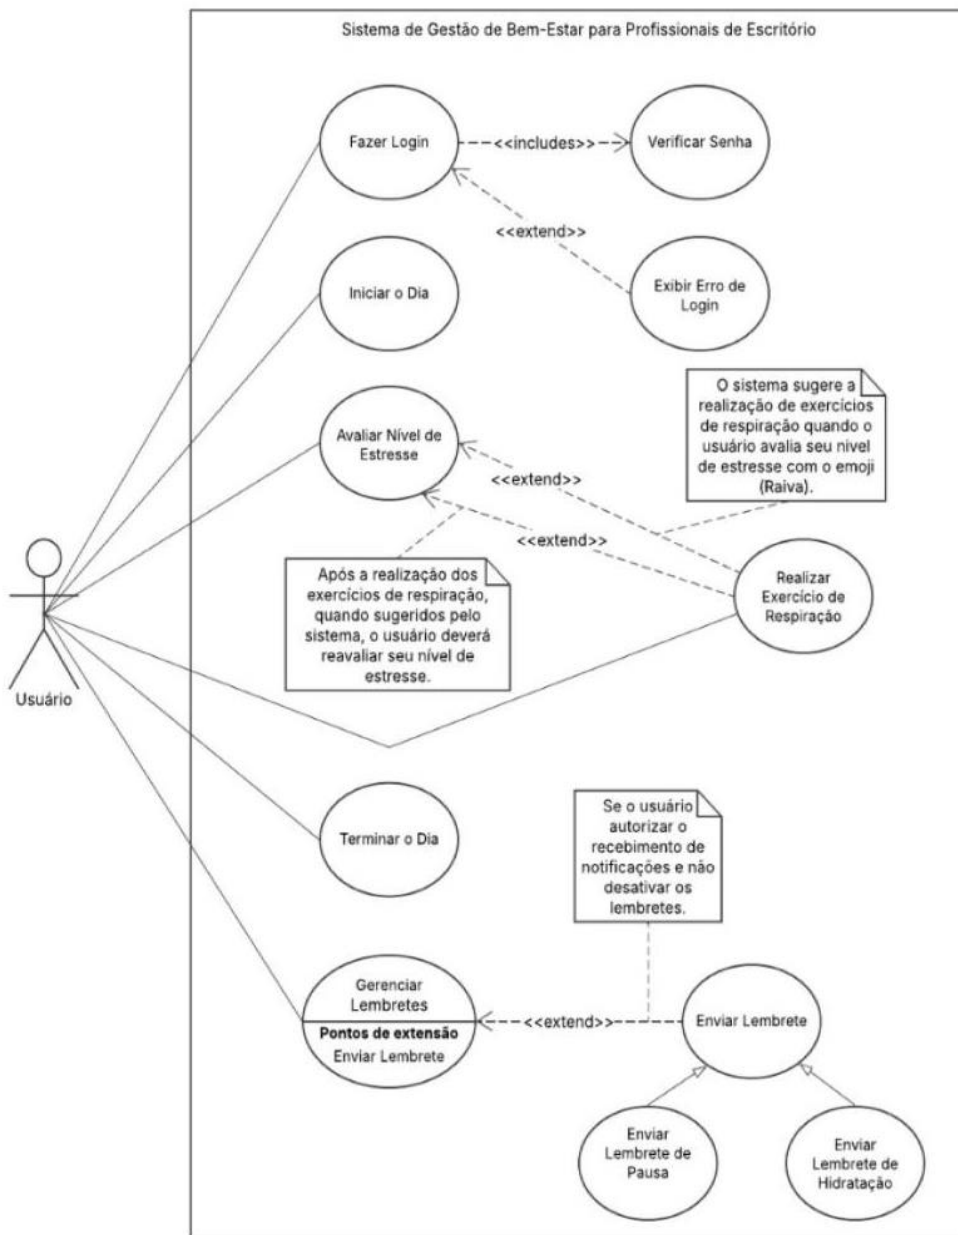 Sistema de Gestão de Bem-Estar para Profissionais de Escritório
Fazer Login
<<includes>>
Verificar Senha
<<extend>>
Iniciar o Dia
Exibir Erro de
Login
O sistema sugere a
realização de exercícios
de respiração quando o
usuário avalia seu nível
de estresse com o emoji
(Raiva).
Avaliar Nível de
Estresse
<<extend>>
<<extend>>
Após a realização dos
exercícios de respiração,
quando sugeridos pelo
sistema, o usuário deverá
reavaliar seu nível de
estresse.
Realizar
Exercício de
Respiração
Usuário
Terminar o Dia
Se o usuário
autorizar o
recebimento de
notificações e não
desativar os
lembretes.
Gerenciar
Lembretes
Pontos de extensão
Enviar Lembrete
<<extend>>
Enviar Lembrete
Enviar
Lembrete de
Pausa
Enviar
Lembrete de
Hidratação